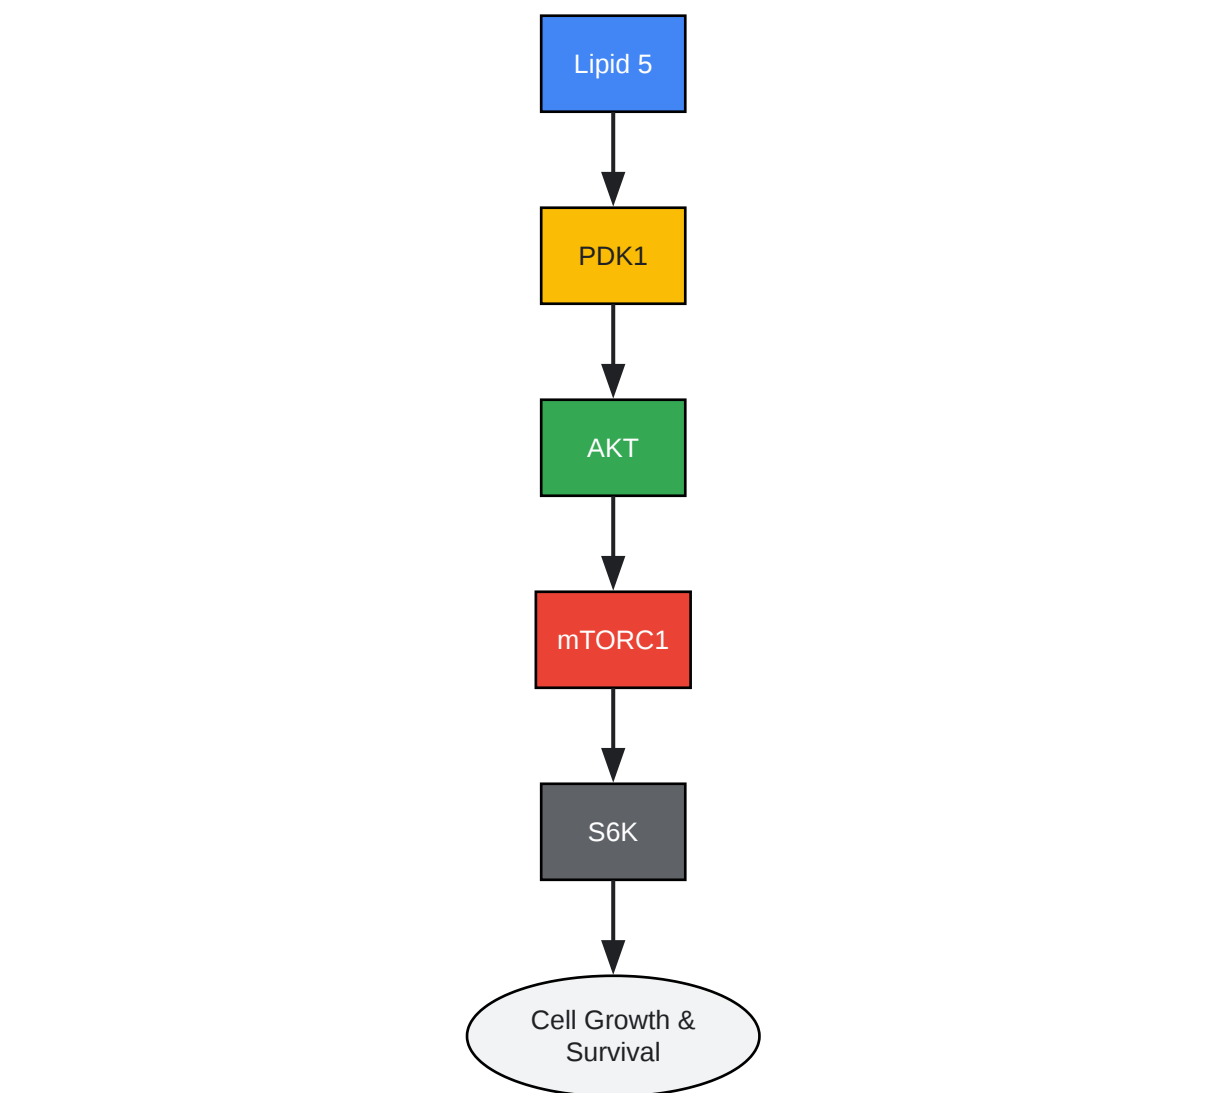 Lipid 5
PDK1
AKT
mTORC1
S6K
Cell Growth &
Survival